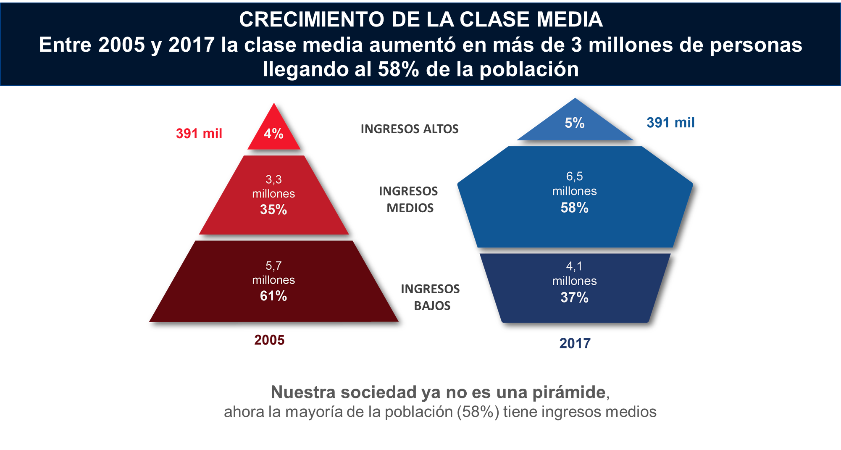 CRECIMIENTO DE LA CLASE MEDIA
Entre 2005 y 2017 la clase media aumentó en más de 3 millones de personas
llegando al 58% de la población
391 mil
4%
INGRESOS ALTOS
5%
391 mil
3,3
millones
35%
INGRESOS
MEDIOS
6,5
millones
58%
5,7
millones
61%
INGRESOS
BAJOS
4,1
millones
37%
2005
2017
Nuestra sociedad ya no es una pirámide,
ahora la mayoría de la población (58%) tiene ingresos medios